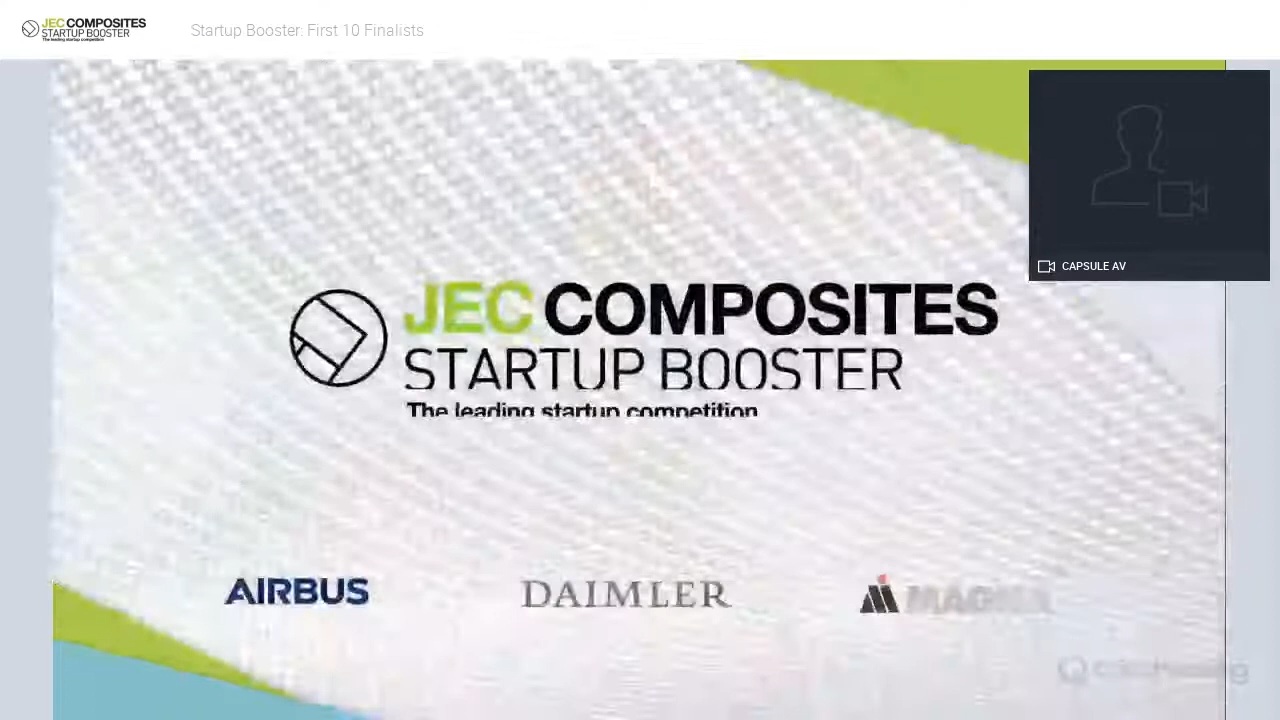 JEC COMPOSITES
STARTUP BOOSTER
The leading startup competition
Startup Booster: First 10 Finalists
CAPSULE AV
JEC COMPOSITES
STARTUP BOOSTER
The leading startup competition
AIRBUS
DAIMLER
MAGNA